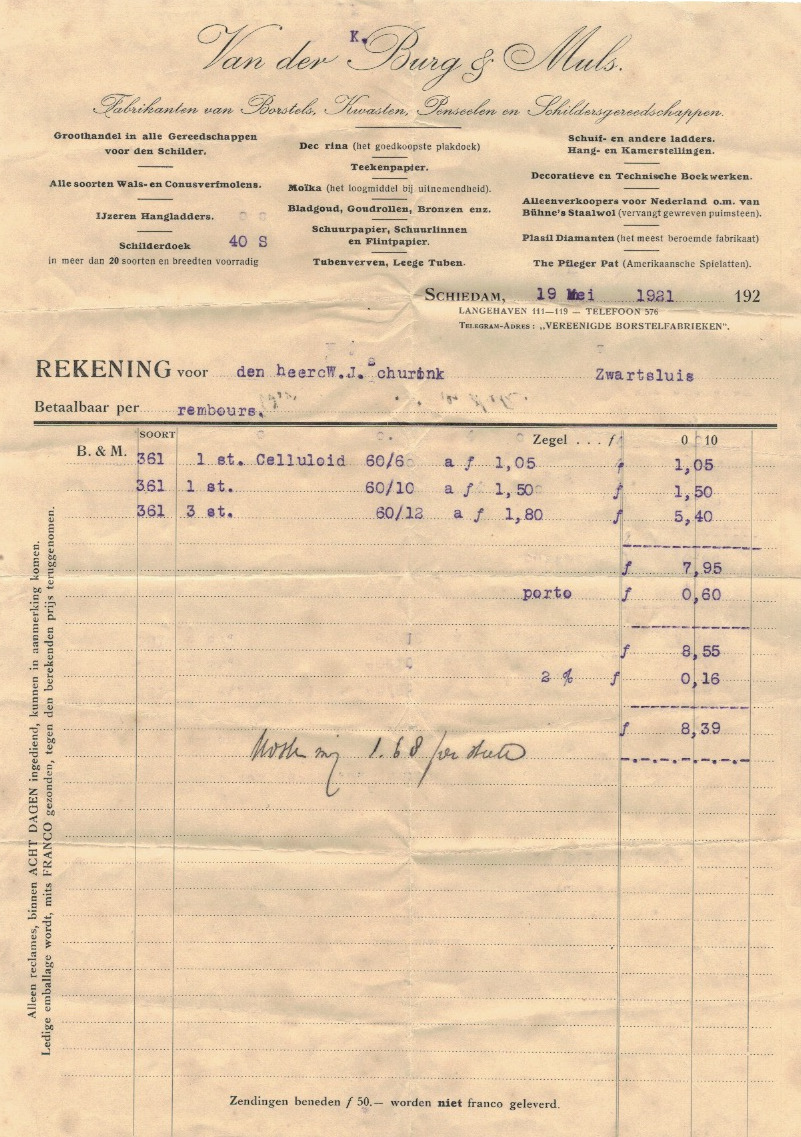 K.
Van der Burg & Muls.
Fabrikanten van Borstels, Kwasten, Penseelen en Schildersgereedschappen.
Groothandel in alle Gereedschappen
voor den Schilder.
Alle soorten Wals- en Conusverfmolens.
IJzeren Hangladders.
Schilderdoek 40 S
in meer dan 20 soorten en breedten voorradig
Dec rina (het goedkoopste plakdoek)
Teekenpapier.
Moïka (het loogmiddel bij uitnemendheid).
Bladgoud, Goudrollen, Bronzen enz.
Schuurpapier, Schuurlinnen
en Flintpapier.
Tubenverven, Leege Tuben.
Schuif- en andere ladders.
Hang- en Kamerstellingen.
Decoratieve en Technische Boekwerken.
Alleenverkoopers voor Nederland o.m. van
Bühne's Staalwol (vervangt gewreven puimsteen).
Plasil Diamanten (het meest beroemde fabrikaat)
The Pfleger Pat (Amerikaansche Spielatten).
SCHIEDAM, 19 Mei 1921 192
LANGEHAVEN 111—119 — TELEFOON 576
TELEGRAM-ADRES: „VEREENIGDE BORSTELFABRIEKEN".
REKENING voor den heer W.J. Schurink Zwartsluis
Betaalbaar per rembours.
SOORT Zegel . . . f 0 10
B. & M. 361 1 st. Celluloid 60/6 a f 1,05 f 1,05
361 1 st. 60/10 a f 1,50 f 1,50
361 3 st. 60/12 a f 1,80 f 5,40
f 7,95
porto f 0,60
f 8,55
2 % f 0,16
f 8,39
mij 1.68 per
Alleen reclames, binnen ACHT DAGEN ingediend, kunnen in aanmerking komen.
Ledige emballage wordt, mits FRANCO gezonden, tegen den berekenden prijs teruggenomen.
Zendingen beneden f 50.— worden niet franco geleverd.